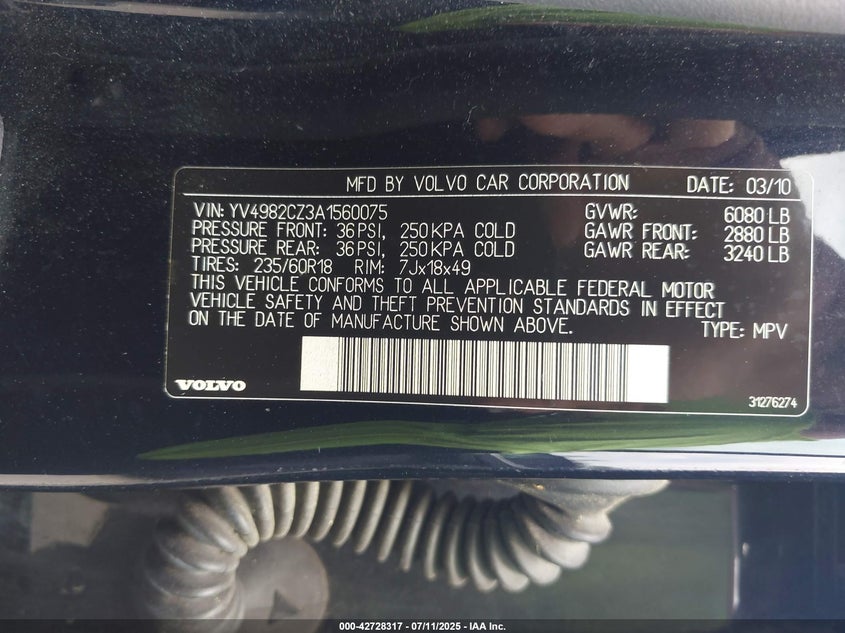 MFD BY VOLVO CAR CORPORATION DATE: 03/10
VIN: YV4982CZ3A1560075 GVWR: 6080 LB
PRESSURE FRONT: 36 PSI, 250 KPA COLD GAWR FRONT: 2880 LB
PRESSURE REAR: 36 PSI, 250 KPA COLD GAWR REAR: 3240 LB
TIRES: 235/60R18 RIM: 7Jx18x49
THIS VEHICLE CONFORMS TO ALL APPLICABLE FEDERAL MOTOR
VEHICLE SAFETY AND THEFT PREVENTION STANDARDS IN EFFECT
ON THE DATE OF MANUFACTURE SHOWN ABOVE. TYPE: MPV
VOLVO 31276274
000-42728317 - 07/11/2025 - IAA Inc.